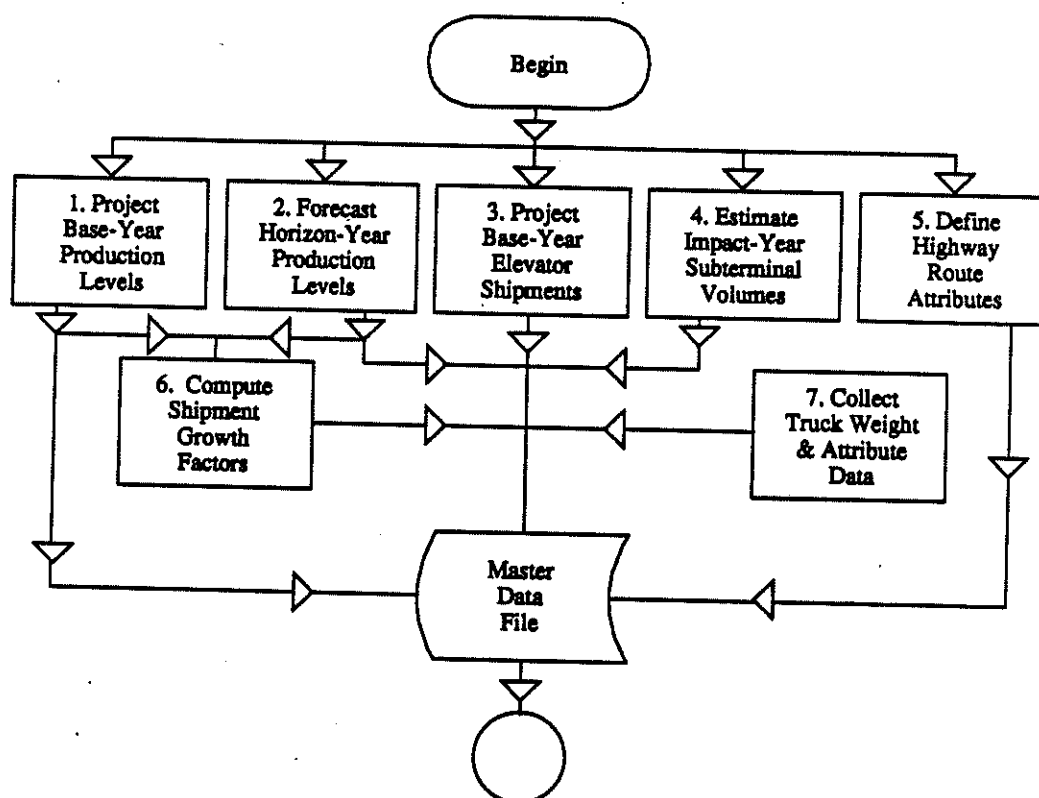 Begin
1. Project
Base-Year
Production
Levels
2. Forecast
Horizon-Year
Production
Levels
3. Project
Base-Year
Elevator
Shipments
4. Estimate
Impact-Year
Subterminal
Volumes
5. Define
Highway
Route
Attributes
6. Compute
Shipment
Growth
Factors
7. Collect
Truck Weight
& Attribute
Data
Master
Data
File